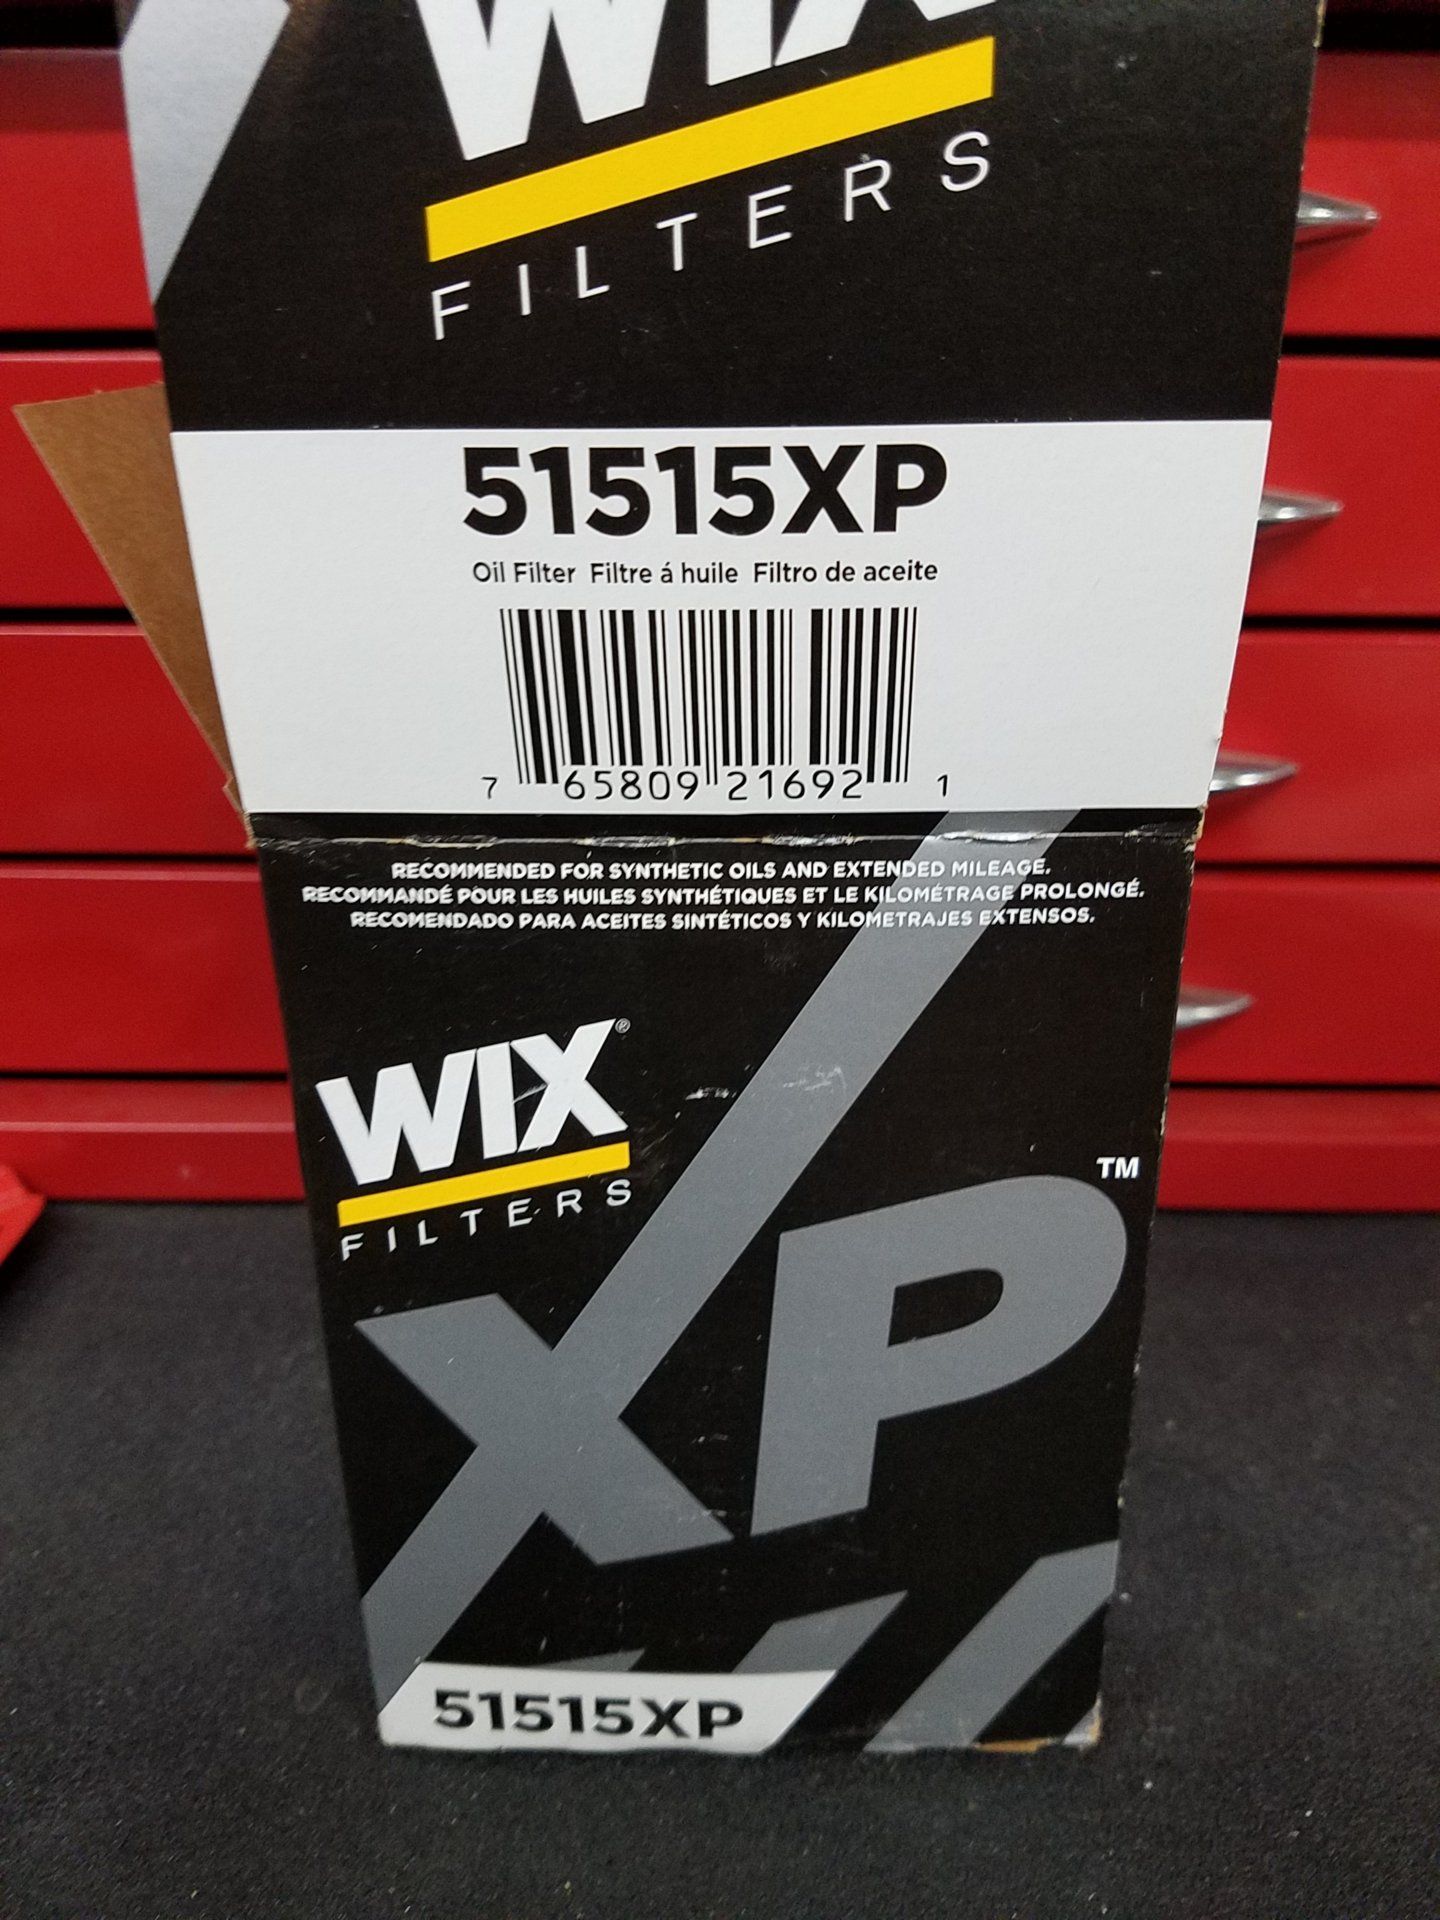 WIX
FILTERS
51515XP
Oil Filter Filtre á huile Filtro de aceite
7 65809 21692 1
RECOMMENDED FOR SYNTHETIC OILS AND EXTENDED MILEAGE.
RECOMMANDÉ POUR LES HUILES SYNTHÉTIQUES ET LE KILOMÉTRAGE PROLONGÉ.
RECOMENDADO PARA ACEITES SINTÉTICOS Y KILOMETRAJES EXTENSOS.
WIX®
FILTERS
XP™
51515XP